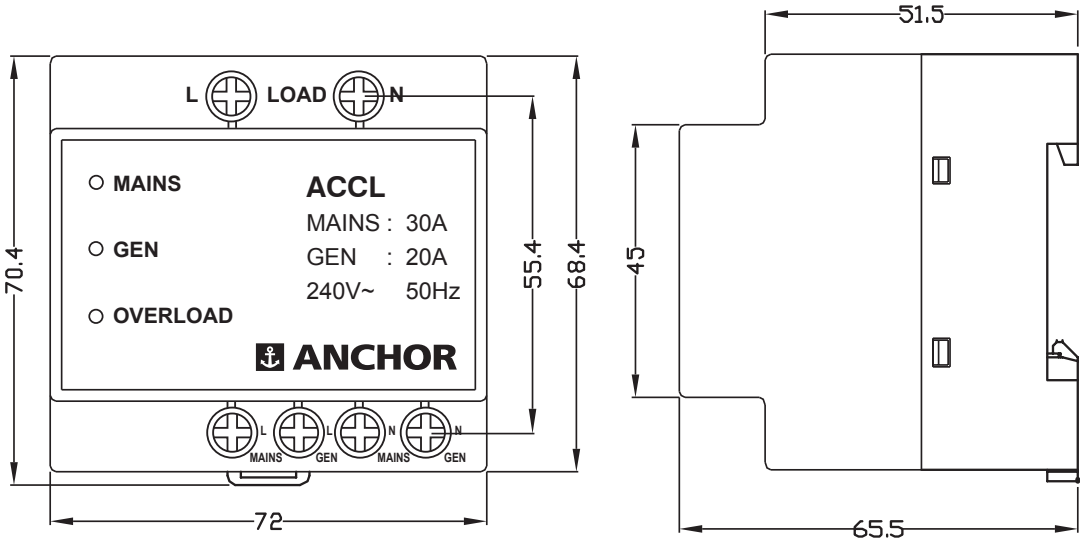 51.5
L LOAD N
MAINS
GEN
OVERLOAD
ACCL
MAINS : 30A
GEN : 20A
240V~ 50Hz
ANCHOR
70.4
55.4
68.4
45
L L N N
MAINS GEN MAINS GEN
72
65.5